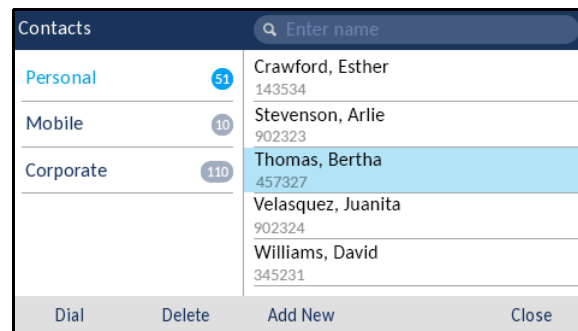 Contacts
Enter name
Personal 51
Mobile 10
Corporate 110
Crawford, Esther
143534
Stevenson, Arlie
902323
Thomas, Bertha
457327
Velasquez, Juanita
902324
Williams, David
345231
Dial Delete Add New Close